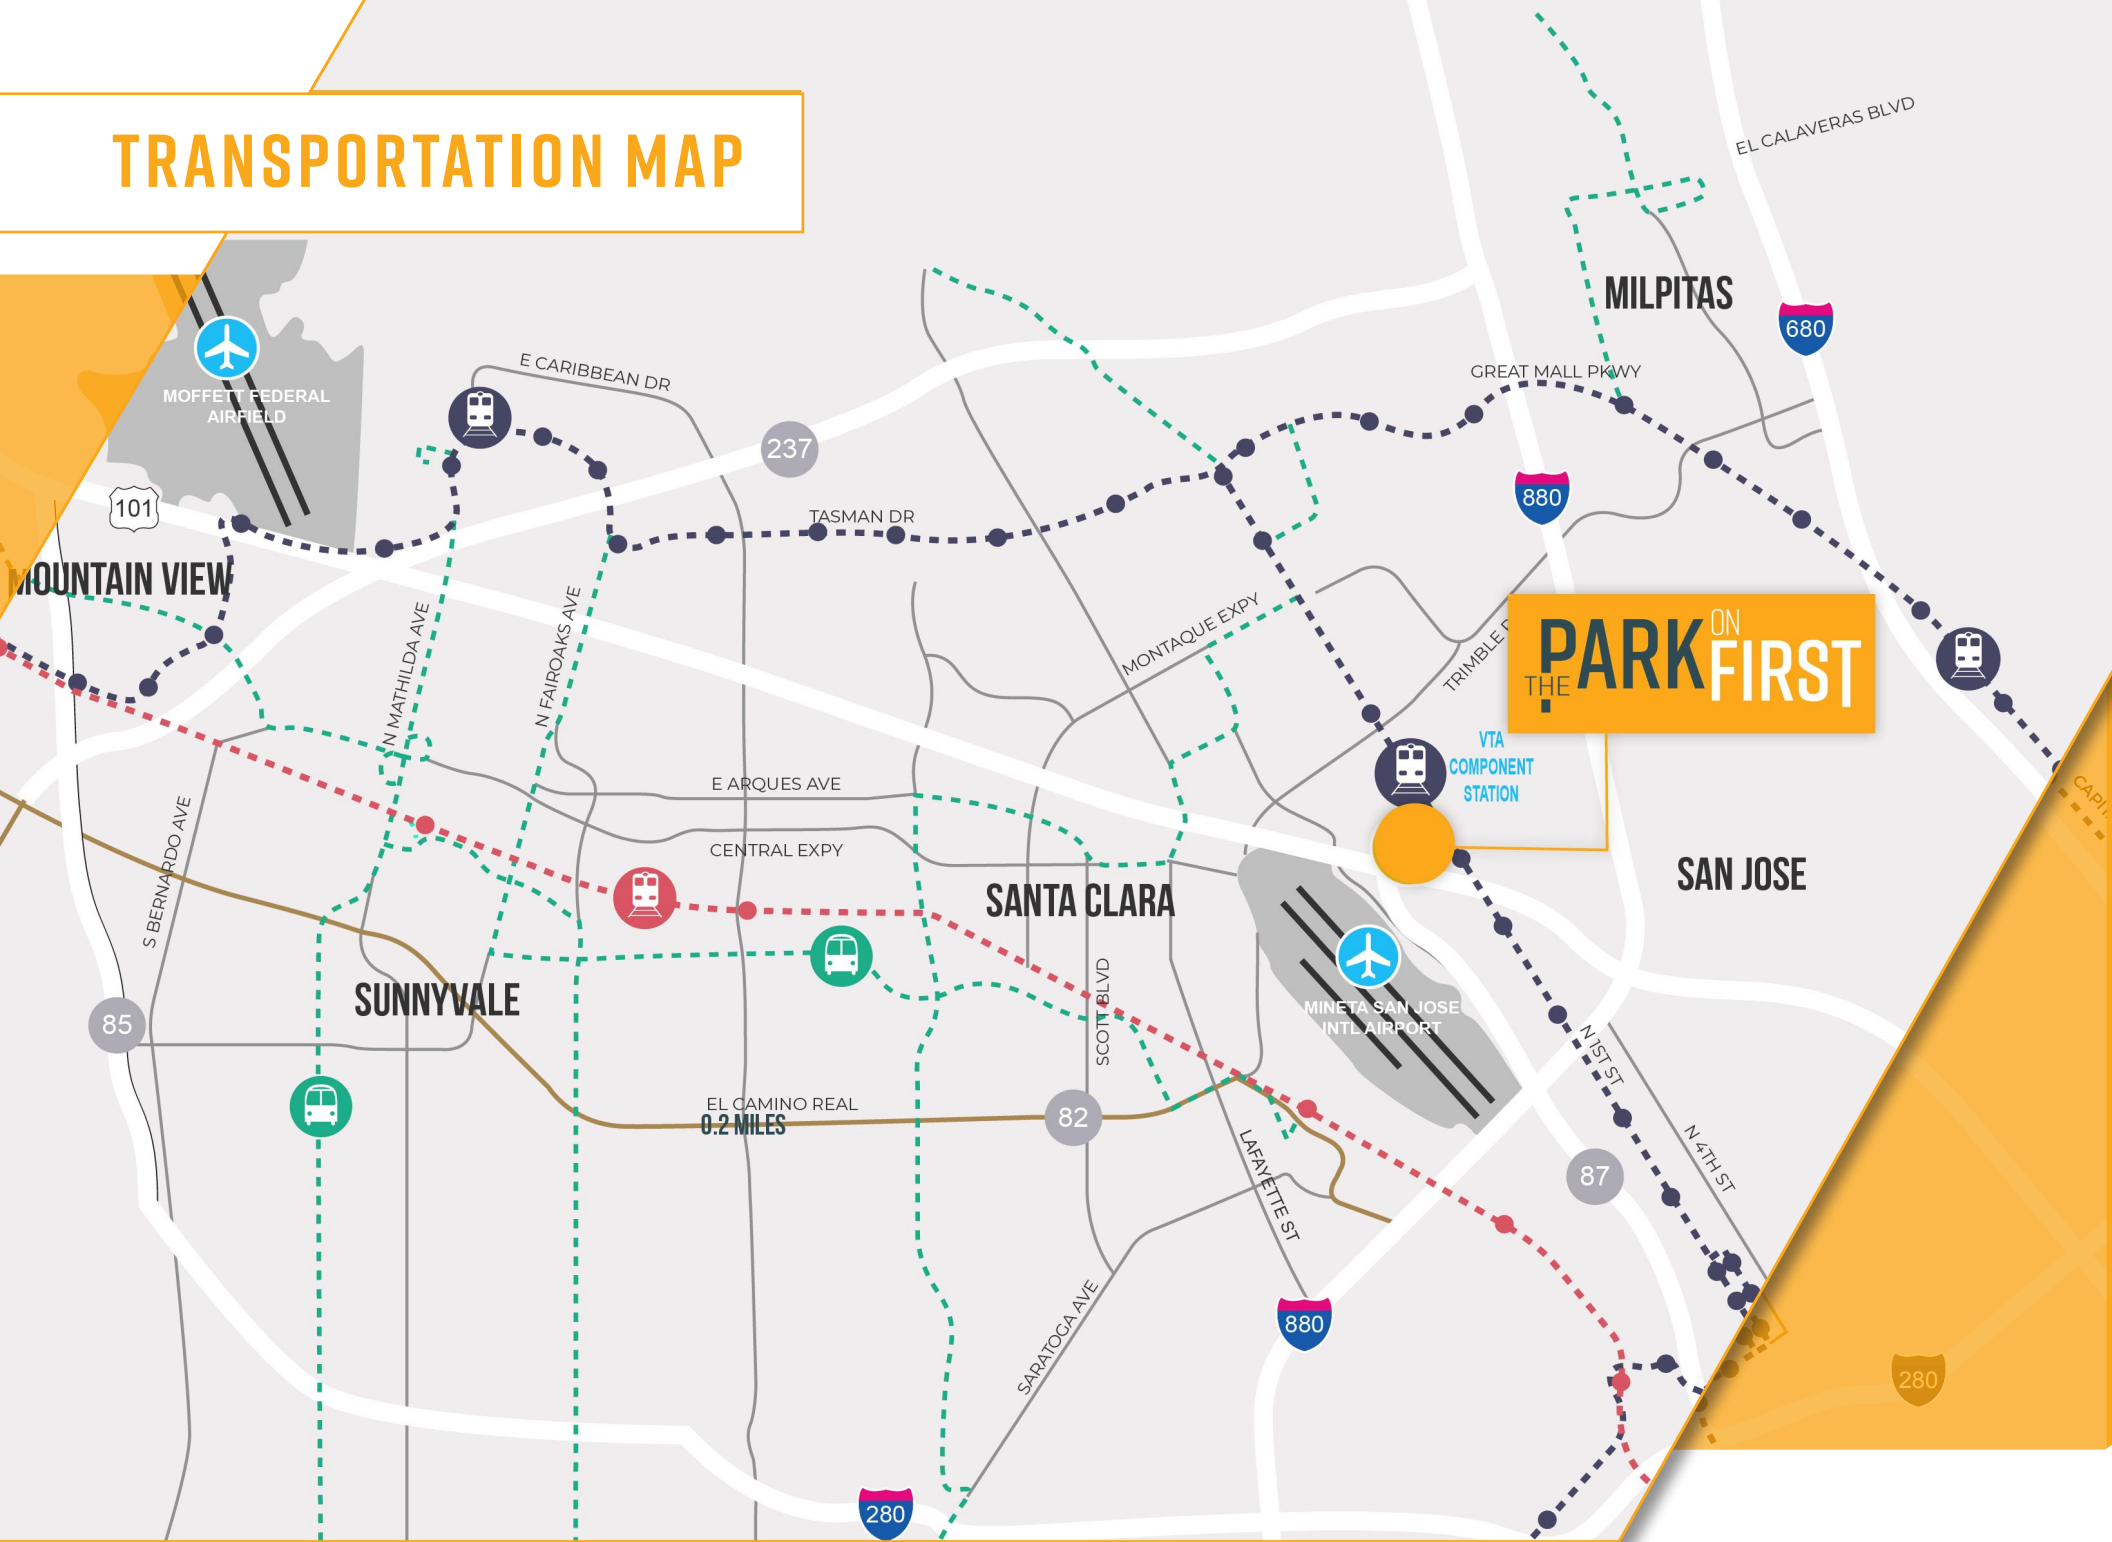 TRANSPORTATION MAP
EL CALAVERAS BLVD
MILPITAS
680
MOFFETT FEDERAL
AIRFIELD
E CARIBBEAN DR
GREAT MALL PKWY
237
880
101
TASMAN DR
MOUNTAIN VIEW
N MATHILDA AVE
N FAIROAKS AVE
MONTAQUE EXPY
TRIMBLE
THE PARK ON FIRST
VTA
COMPONENT
STATION
E ARQUES AVE
S BERNARDO AVE
CENTRAL EXPY
SANTA CLARA
SAN JOSE
SUNNYVALE
85
SCOTT BLVD
MINETA SAN JOSE
INTL AIRPORT
N 1ST ST
EL CAMINO REAL
0.2 MILES
82
N 4TH ST
LAFAYETTE ST
87
SARATOGA AVE
880
280
280